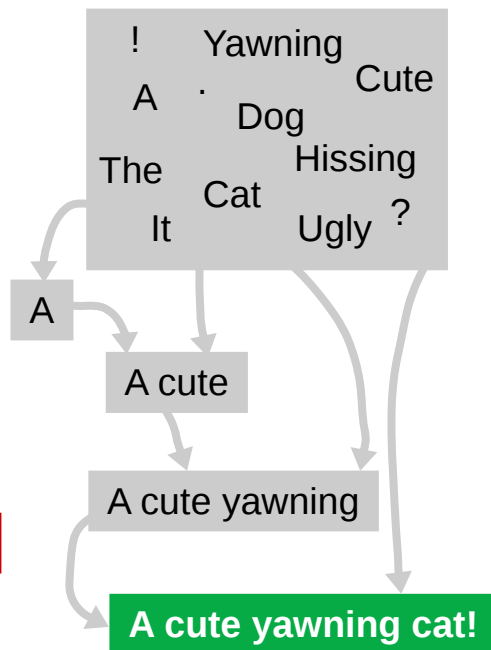 ! Yawning
Cute
A .
Dog
Hissing
The
Cat
?
It Ugly
A
A cute
A cute yawning
A cute yawning cat!